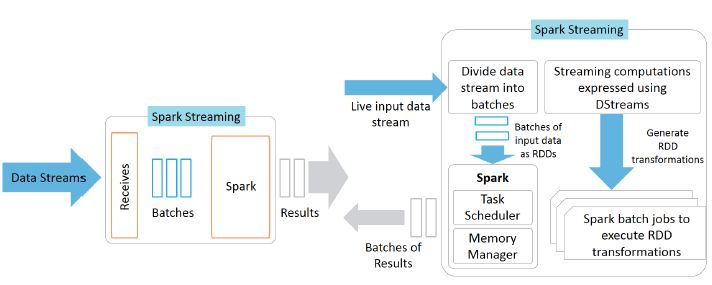 Spark Streaming
Data Streams
Receives
Batches
Spark
Results
Spark Streaming
Live input data
stream
Divide data
stream into
batches
Streaming computations
expressed using
DStreams
Batches of
input data
as RDDs
Generate
RDD
transformations
Spark
Task
Scheduler
Memory
Manager
Batches of
Results
Spark batch jobs to
execute RDD
transformations